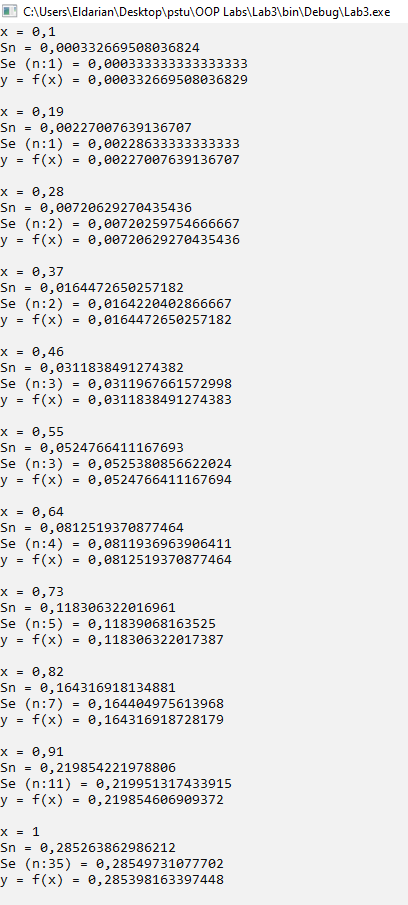 C:\Users\Eldarian\Desktop\pstu\OOP Labs\Lab3\bin\Debug\Lab3.exe
x = 0,1
Sn = 0,000332669508036824
Se (n:1) = 0,000333333333333333
y = f(x) = 0,000332669508036829
x = 0,19
Sn = 0,00227007639136707
Se (n:1) = 0,00228633333333333
y = f(x) = 0,00227007639136707
x = 0,28
Sn = 0,00720629270435436
Se (n:2) = 0,00720259754666667
y = f(x) = 0,00720629270435436
x = 0,37
Sn = 0,0164472650257182
Se (n:2) = 0,0164220402866667
y = f(x) = 0,0164472650257182
x = 0,46
Sn = 0,0311838491274382
Se (n:3) = 0,0311967661572998
y = f(x) = 0,0311838491274383
x = 0,55
Sn = 0,0524766411167693
Se (n:3) = 0,0525380856622024
y = f(x) = 0,0524766411167694
x = 0,64
Sn = 0,0812519370877464
Se (n:4) = 0,0811936963906411
y = f(x) = 0,0812519370877464
x = 0,73
Sn = 0,118306322016961
Se (n:5) = 0,11839068163525
y = f(x) = 0,118306322017387
x = 0,82
Sn = 0,164316918134881
Se (n:7) = 0,164404975613968
y = f(x) = 0,164316918728179
x = 0,91
Sn = 0,219854221978806
Se (n:11) = 0,219951317433915
y = f(x) = 0,219854606909372
x = 1
Sn = 0,285263862986212
Se (n:35) = 0,28549731077702
y = f(x) = 0,285398163397448